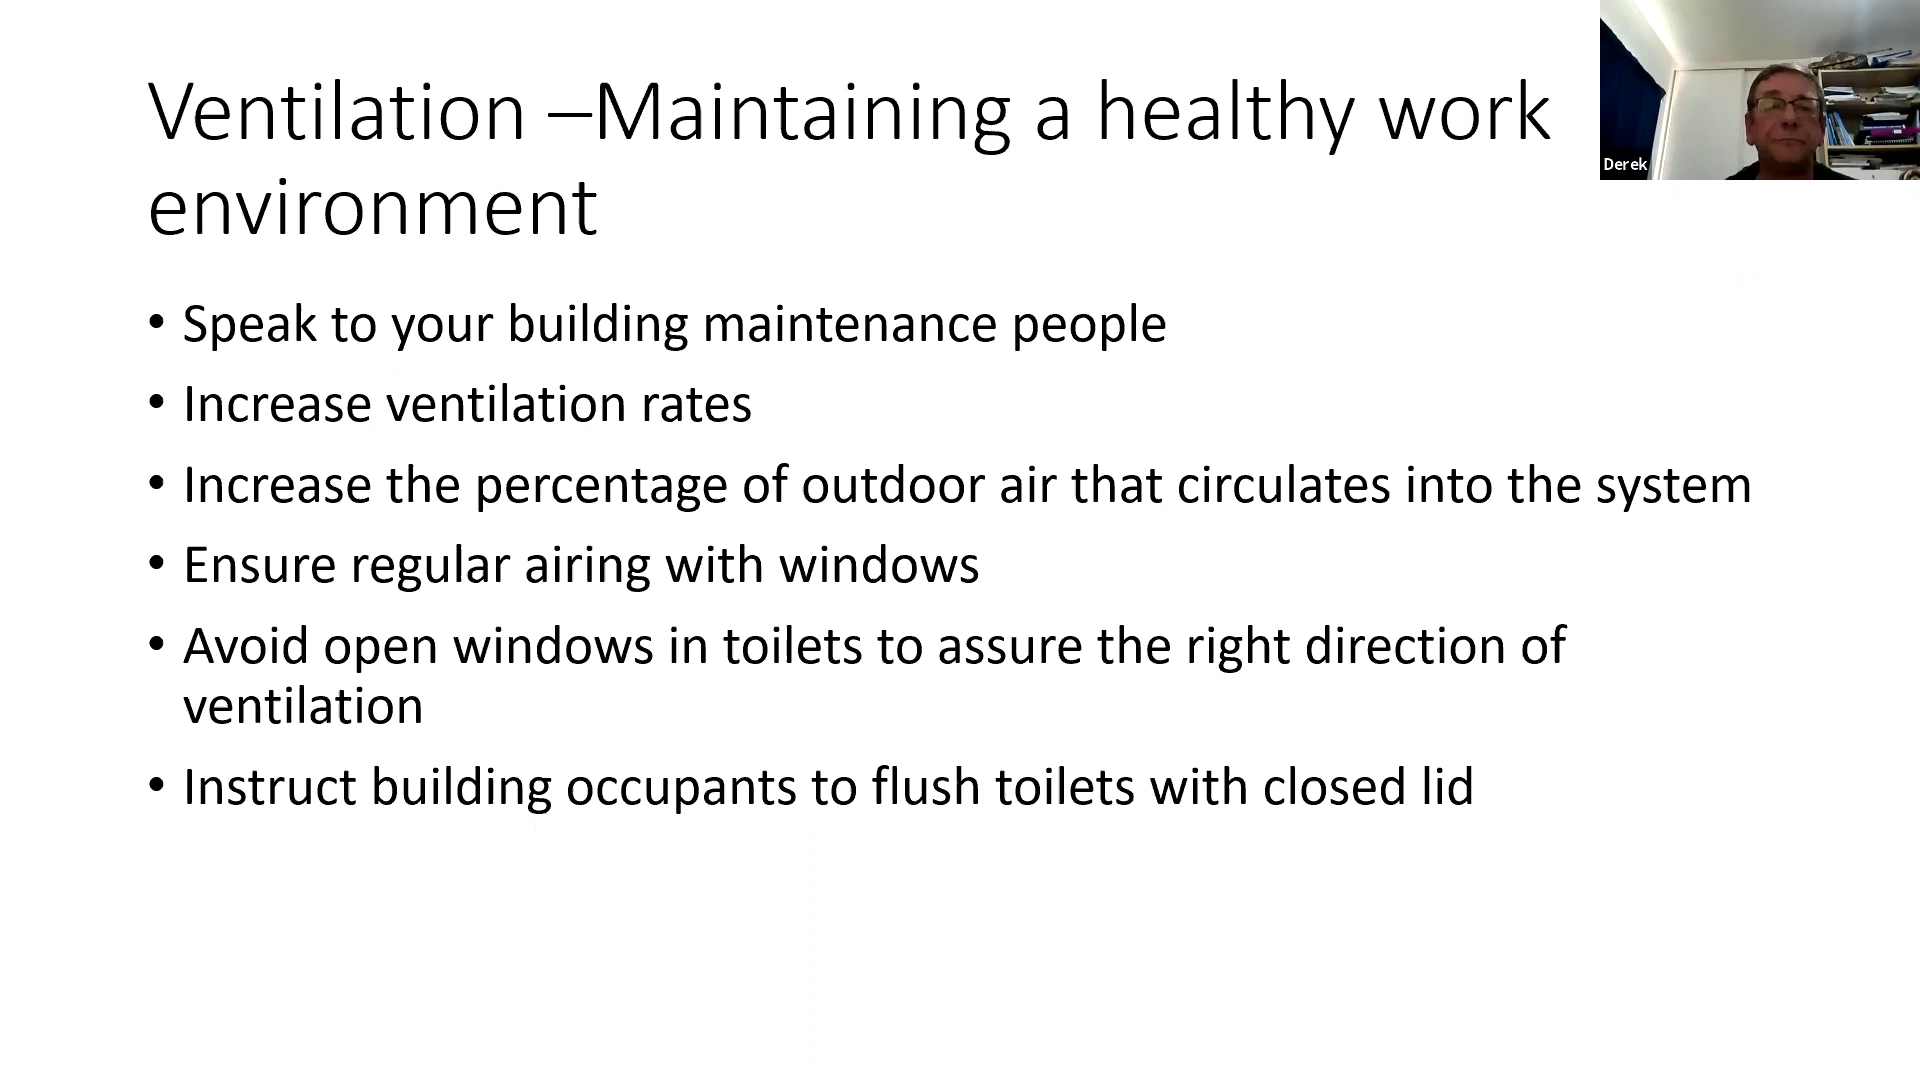 Ventilation –Maintaining a healthy work
environment
Derek
• Speak to your building maintenance people
• Increase ventilation rates
• Increase the percentage of outdoor air that circulates into the system
• Ensure regular airing with windows
• Avoid open windows in toilets to assure the right direction of
ventilation
• Instruct building occupants to flush toilets with closed lid